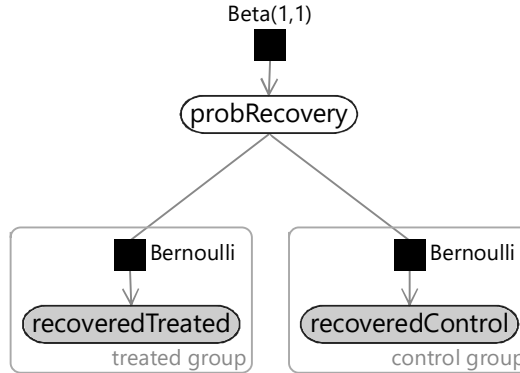 Beta(1,1)
probRecovery
Bernoulli
Bernoulli
recoveredTreated
recoveredControl
treated group
control group